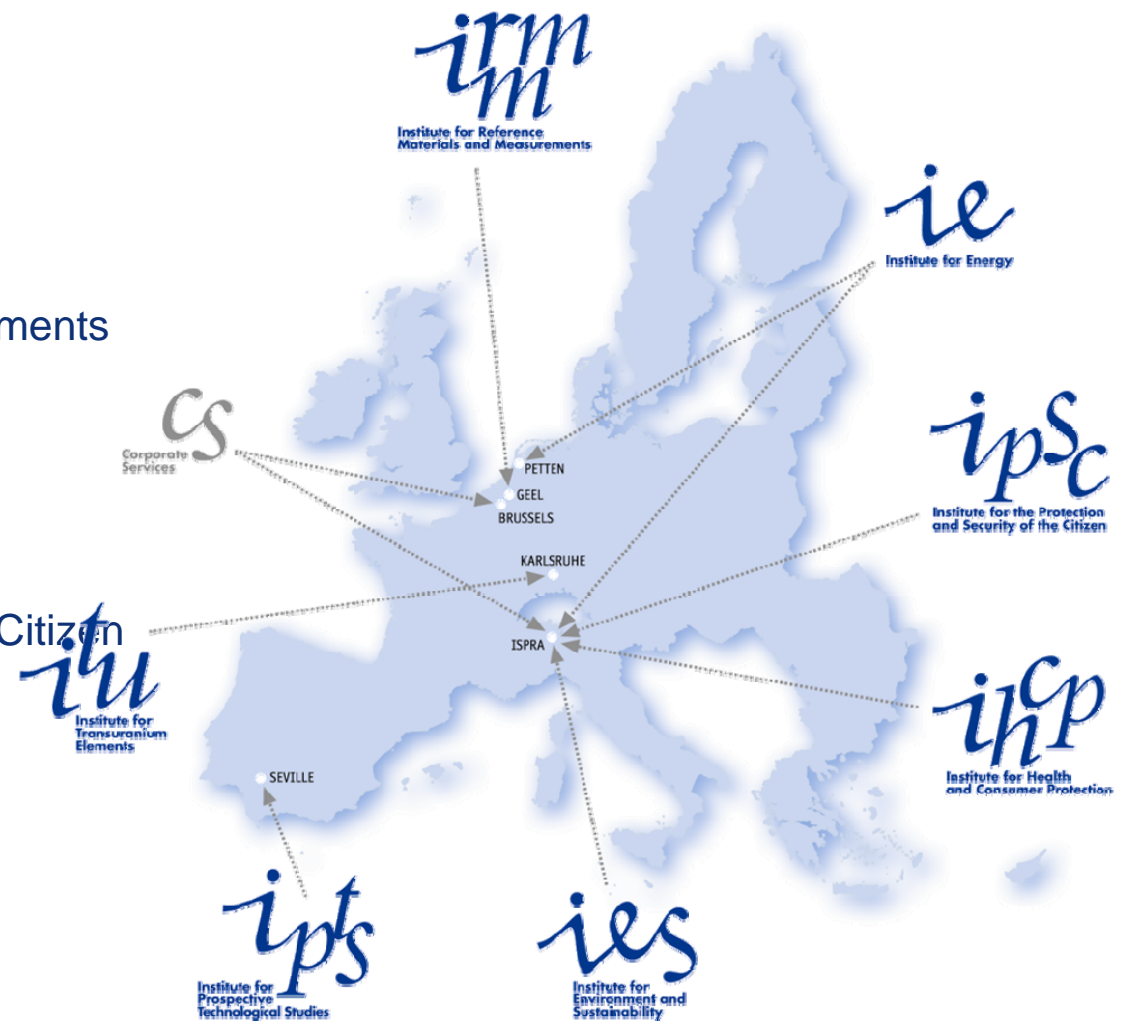 irmm
Institute for Reference
Materials and Measurements
ie
Institute for Energy
ments
cs
Corporate
Services
ipsc
Institute for the Protection
and Security of the Citizen
PETTEN
GEEL
BRUSSELS
KARLSRUHE
Citizen
ISPRA
itu
Institute for
Transuranium
Elements
ihcp
Institute for Health
and Consumer Protection
SEVILLE
ipts
Institute for
Prospective
Technological Studies
ies
Institute for
Environment and
Sustainability